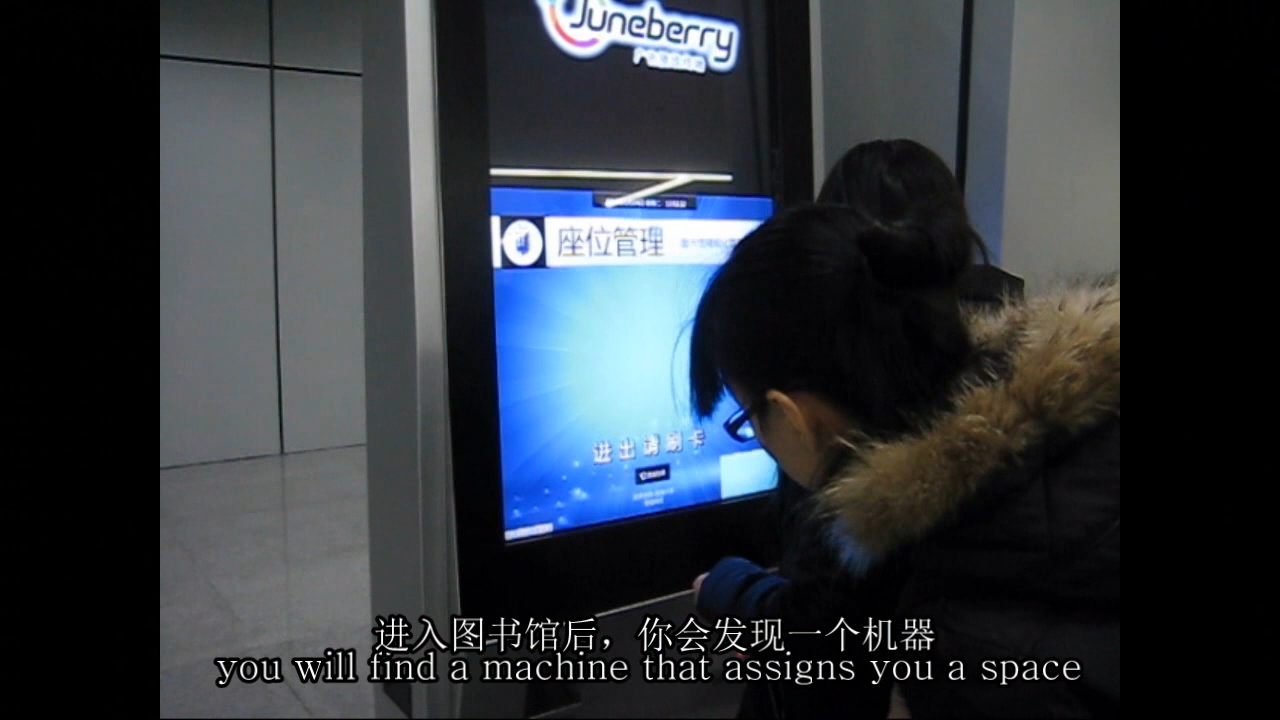 Juneberry
座位管理
进出请刷卡
进入图书馆后，你会发现一个机器
you will find a machine that assigns you a space